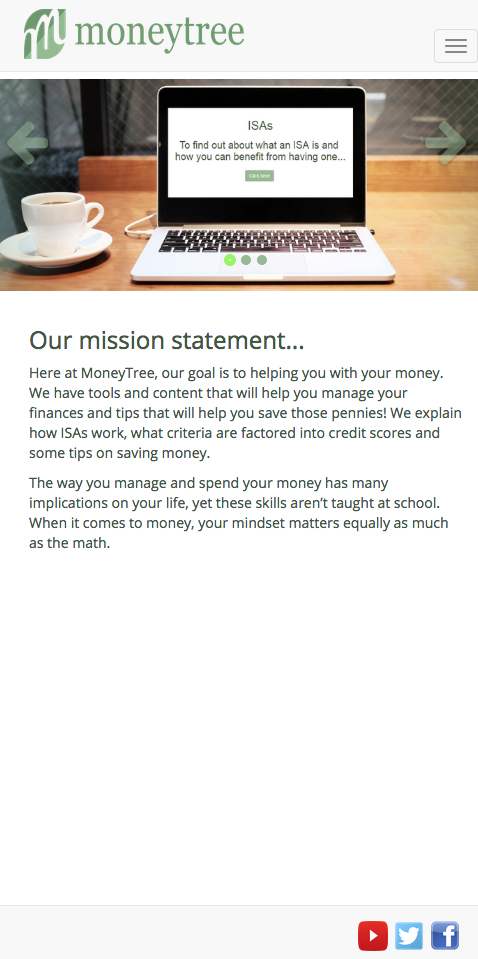 moneytree
ISAs
To find out about what an ISA is and
how you can benefit from having one...
Click here
Our mission statement...
Here at MoneyTree, our goal is to helping you with your money.
We have tools and content that will help you manage your
finances and tips that will help you save those pennies! We explain
how ISAs work, what criteria are factored into credit scores and
some tips on saving money.
The way you manage and spend your money has many
implications on your life, yet these skills aren’t taught at school.
When it comes to money, your mindset matters equally as much
as the math.